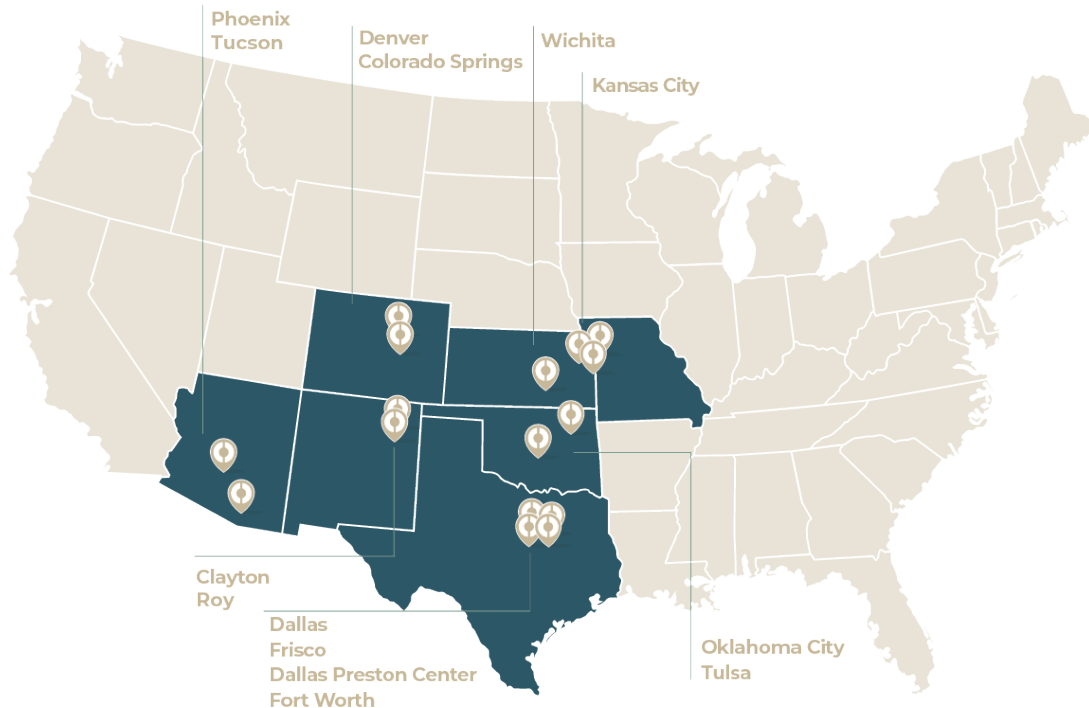 Phoenix
Tucson
Denver
Colorado Springs
Wichita
Kansas City
Clayton
Roy
Dallas
Frisco
Dallas Preston Center
Fort Worth
Oklahoma City
Tulsa